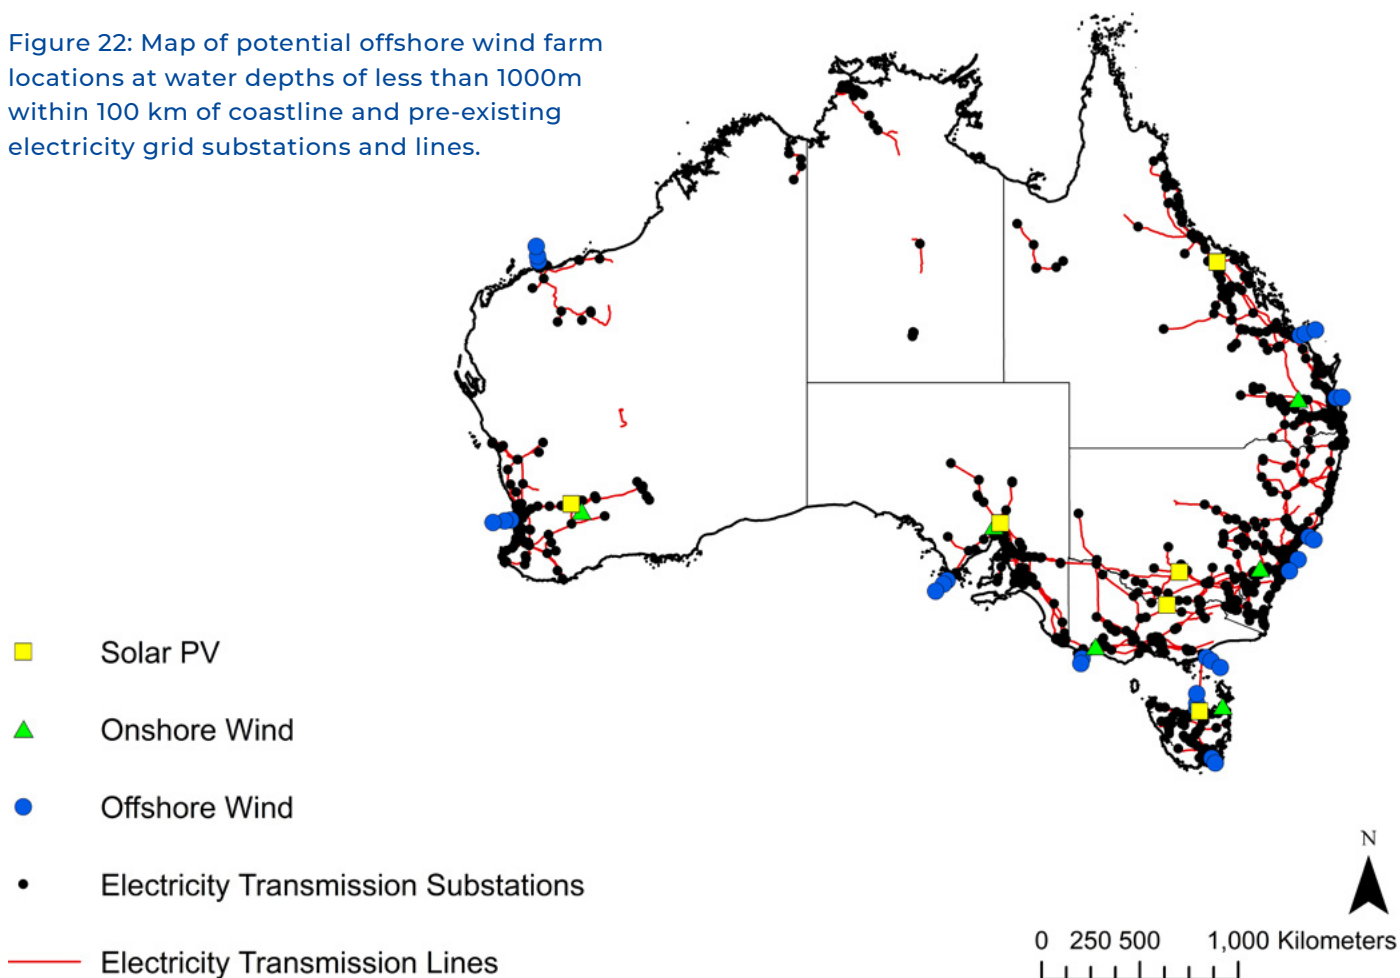 Figure 22: Map of potential offshore wind farm
locations at water depths of less than 1000m
within 100 km of coastline and pre-existing
electricity grid substations and lines.
Solar PV
Onshore Wind
Offshore Wind
Electricity Transmission Substations
Electricity Transmission Lines
N
0 250 500 1,000 Kilometers